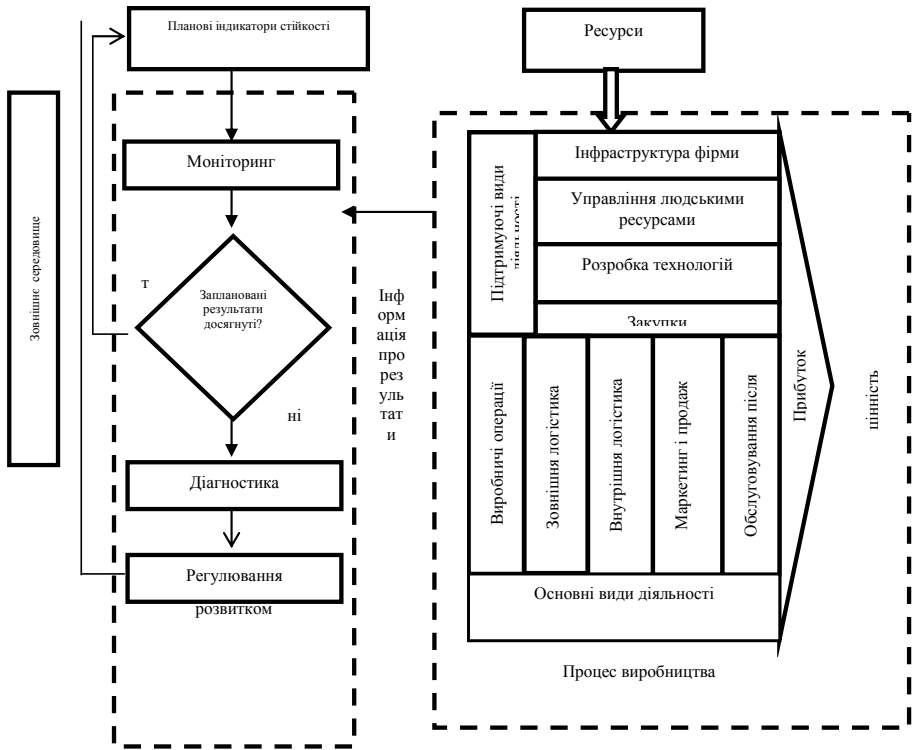 Планові індикатори стійкості
Зовнішнє середовище
Моніторинг
т
Заплановані
результати
досягнуті?
ні
Діагностика
Регулювання
розвитком
Інф
орм
ація
про
рез
уль
тат
и
Ресурси
Підтримуючі види
діяльності
Інфраструктура фірми
Управління людськими
ресурсами
Розробка технологій
Закупки
Виробничі операції
Зовнішня логістика
Внутрішня логістика
Маркетинг і продаж
Обслуговування після
Основні види діяльності
Прибуток
цінність
Процес виробництва